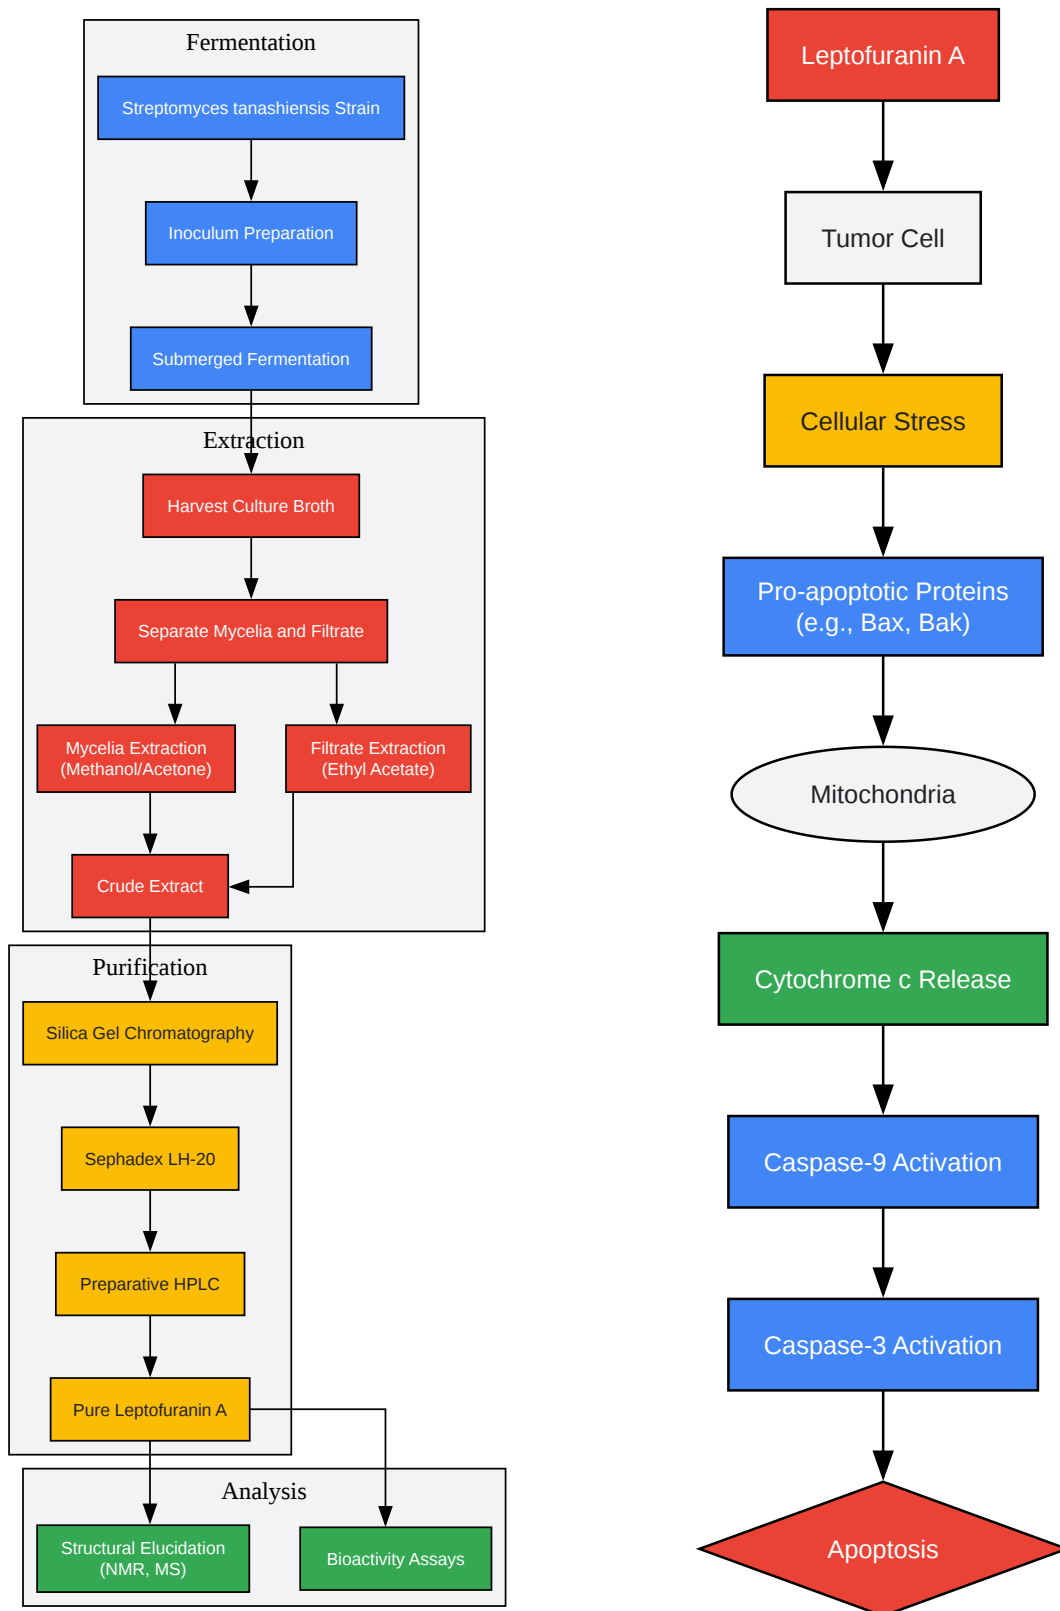 Fermentation
Streptomyces tanashiensis Strain
Inoculum Preparation
Submerged Fermentation
Extraction
Harvest Culture Broth
Separate Mycelia and Filtrate
Mycelia Extraction
(Methanol/Acetone)
Filtrate Extraction
(Ethyl Acetate)
Crude Extract
Purification
Silica Gel Chromatography
Sephadex LH-20
Preparative HPLC
Pure Leptofuranin A
Analysis
Structural Elucidation
(NMR, MS)
Bioactivity Assays
Leptofuranin A
Tumor Cell
Cellular Stress
Pro-apoptotic Proteins
(e.g., Bax, Bak)
Mitochondria
Cytochrome c Release
Caspase-9 Activation
Caspase-3 Activation
Apoptosis